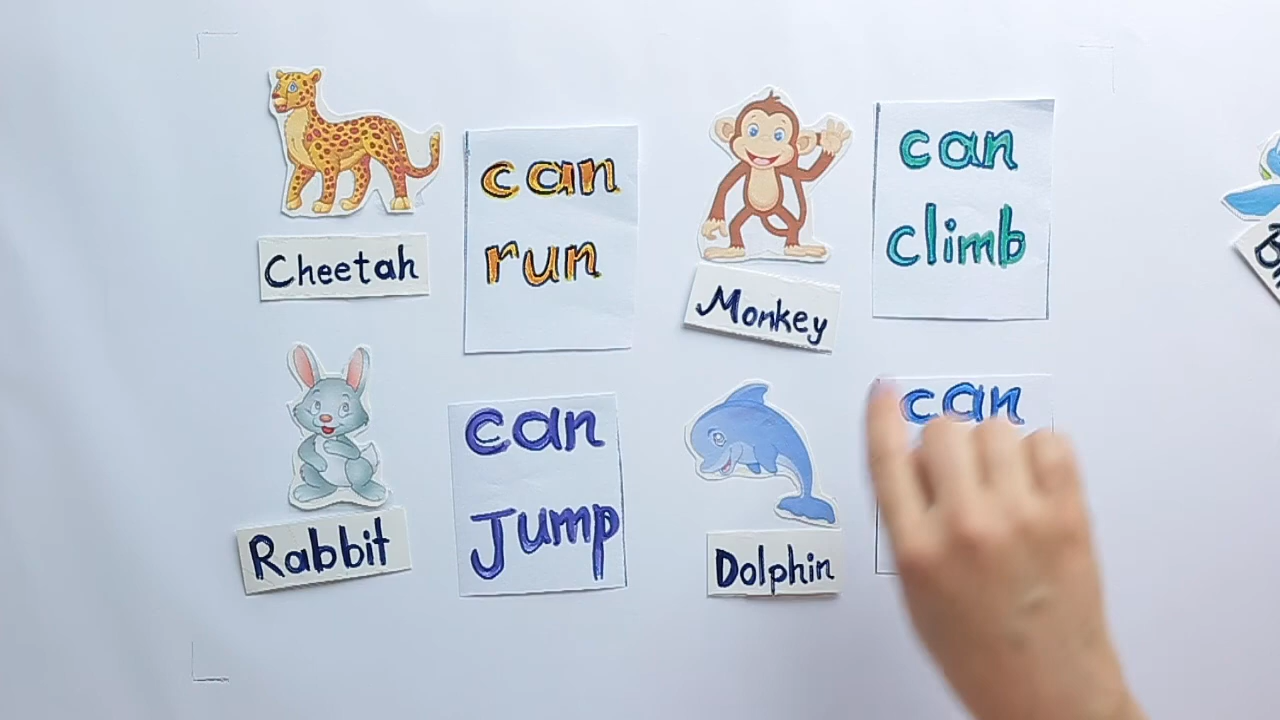 Cheetah
can
run
Monkey
can
climb
Rabbit
can
Jump
Dolphin
can